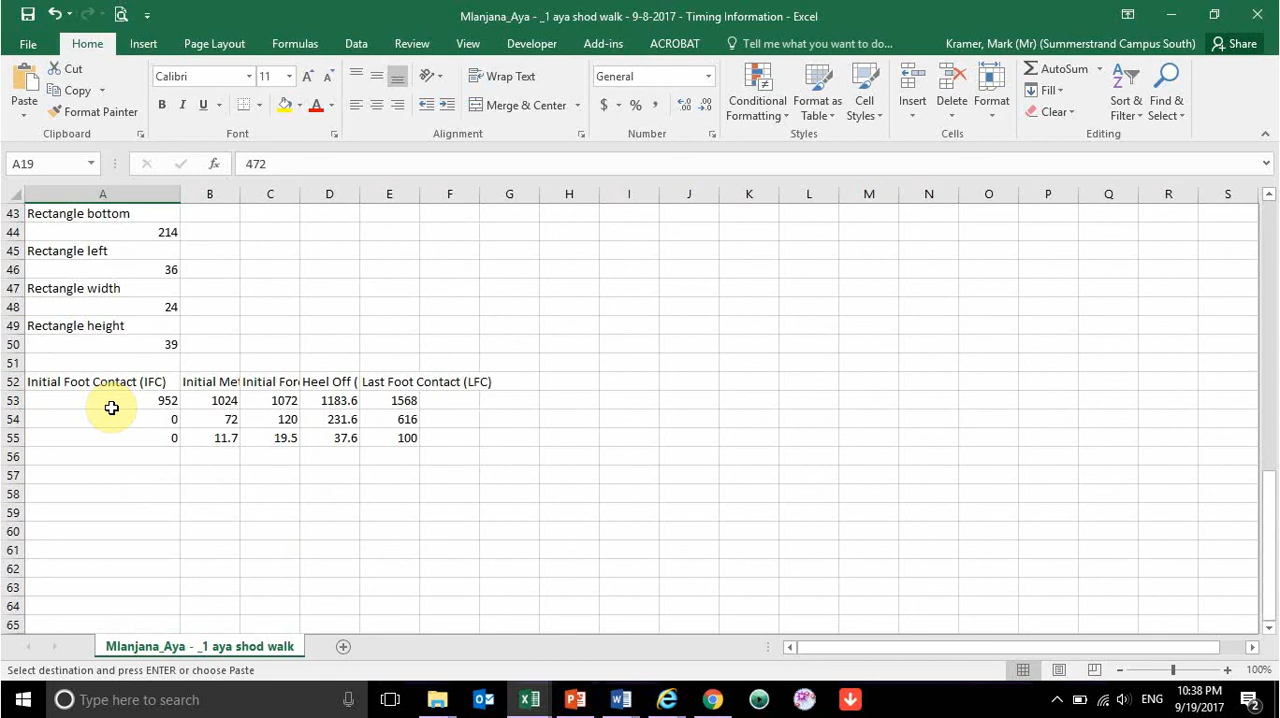 Mlanjana_Aya - _1 aya shod walk - 9-8-2017 - Timing Information - Excel
File Home Insert Page Layout Formulas Data Review View Developer Add-ins ACROBAT Tell me what you want to do... Kramer, Mark (Mr) (Summerstrand Campus South) Share
Paste Cut Copy Format Painter
Clipboard
Calibri 11 A A
B I U A
Font
Wrap Text
Merge & Center
Alignment
General
$ % , .0 .00 .00 .0
Number
Conditional Formatting
Format as Table
Cell Styles
Styles
Insert Delete Format
Cells
AutoSum
Fill
Clear
Sort & Filter
Find & Select
Editing
A19 fx 472
A B C D E F G H I J K L M N O P Q R S
43 Rectangle bottom
44 214
45 Rectangle left
46 36
47 Rectangle width
48 24
49 Rectangle height
50 39
51
52 Initial Foot Contact (IFC) Initial Met Initial Fore Heel Off ( Last Foot Contact (LFC)
53 952 1024 1072 1183.6 1568
54 0 72 120 231.6 616
55 0 11.7 19.5 37.6 100
56
57
58
59
60
61
62
63
64
65
Mlanjana_Aya - _1 aya shod walk
Select destination and press ENTER or choose Paste 100%
Type here to search ENG 10:38 PM
9/19/2017 2